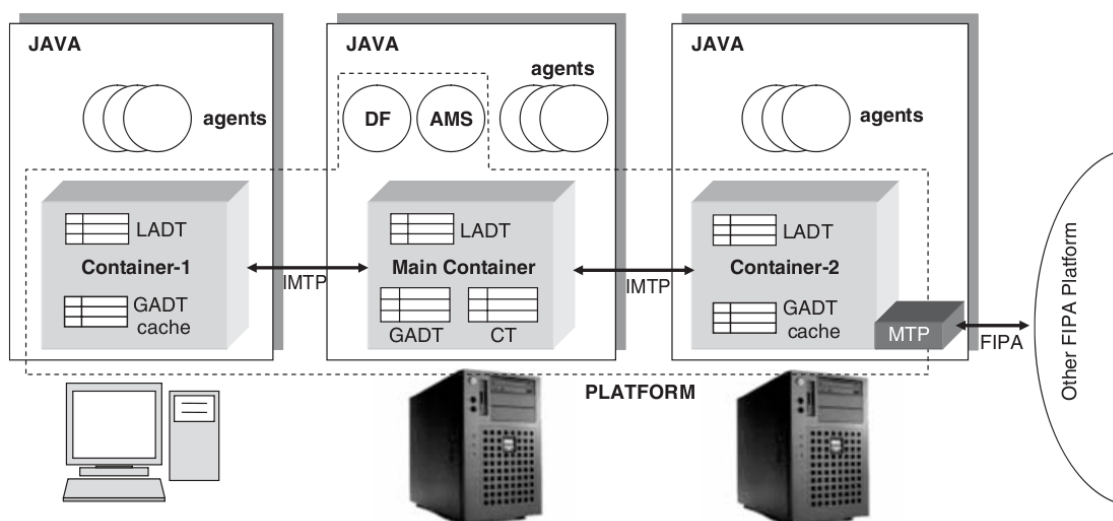 JAVA
agents
LADT
Container-1
GADT
cache
IMTP
JAVA
agents
DF
AMS
LADT
Main Container
GADT
CT
IMTP
JAVA
agents
LADT
Container-2
GADT
cache
MTP
FIPA
Other FIPA Platform
PLATFORM